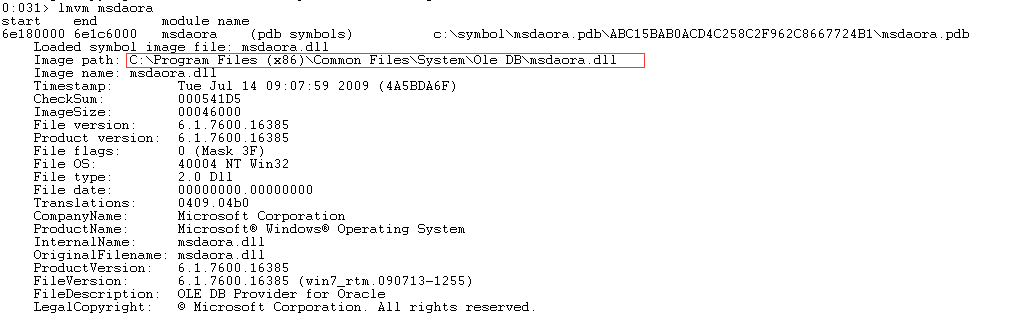 0:031> lmvm msdaora
start    end        module name
6e180000 6e1c6000   msdaora    (pdb symbols)          c:\symbol\msdaora.pdb\ABC15BAB0ACD4C258C2F962C8667724B1\msdaora.pdb
    Loaded symbol image file: msdaora.dll
    Image path: C:\Program Files (x86)\Common Files\System\Ole DB\msdaora.dll
    Image name: msdaora.dll
    Timestamp:        Tue Jul 14 09:07:59 2009 (4A5BDA6F)
    CheckSum:         000541D5
    ImageSize:        00046000
    File version:     6.1.7600.16385
    Product version:  6.1.7600.16385
    File flags:       0 (Mask 3F)
    File OS:          40004 NT Win32
    File type:        2.0 Dll
    File date:        00000000.00000000
    Translations:     0409.04b0
    CompanyName:      Microsoft Corporation
    ProductName:      Microsoft® Windows® Operating System
    InternalName:     msdaora.dll
    OriginalFilename: msdaora.dll
    ProductVersion:   6.1.7600.16385
    FileVersion:      6.1.7600.16385 (win7_rtm.090713-1255)
    FileDescription:  OLE DB Provider for Oracle
    LegalCopyright:   © Microsoft Corporation. All rights reserved.